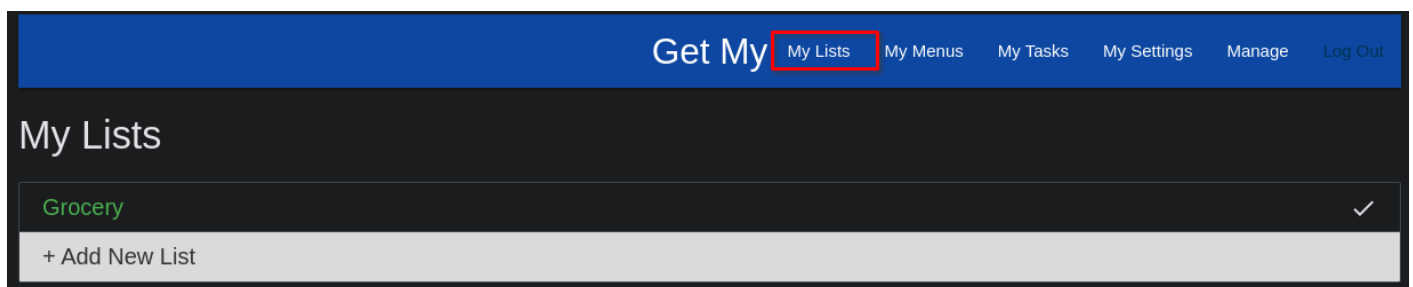 Get My My Lists My Menus My Tasks My Settings Manage Log Out
My Lists
Grocery
+ Add New List